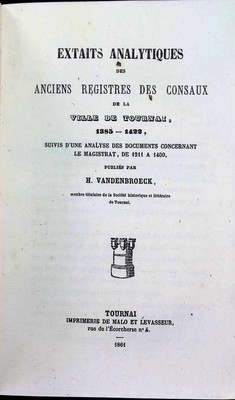 EXTAITS ANALYTIQUES
DES
ANCIENS REGISTRES DES CONSAUX
DE LA
VILLE DE TOURNAI,
1385 — 1422,
SUIVIS D'UNE ANALYSE DES DOCUMENTS CONCERNANT
LE MAGISTRAT, DE 1211 A 1400,
PUBLIÉS PAR
H. VANDENBROECK,
membre titulaire de la Société historique et littéraire
de Tournai.
TOURNAI
IMPRIMERIE DE MALO ET LEVASSEUR,
rue de l'Écorcherse n° 4.
1861